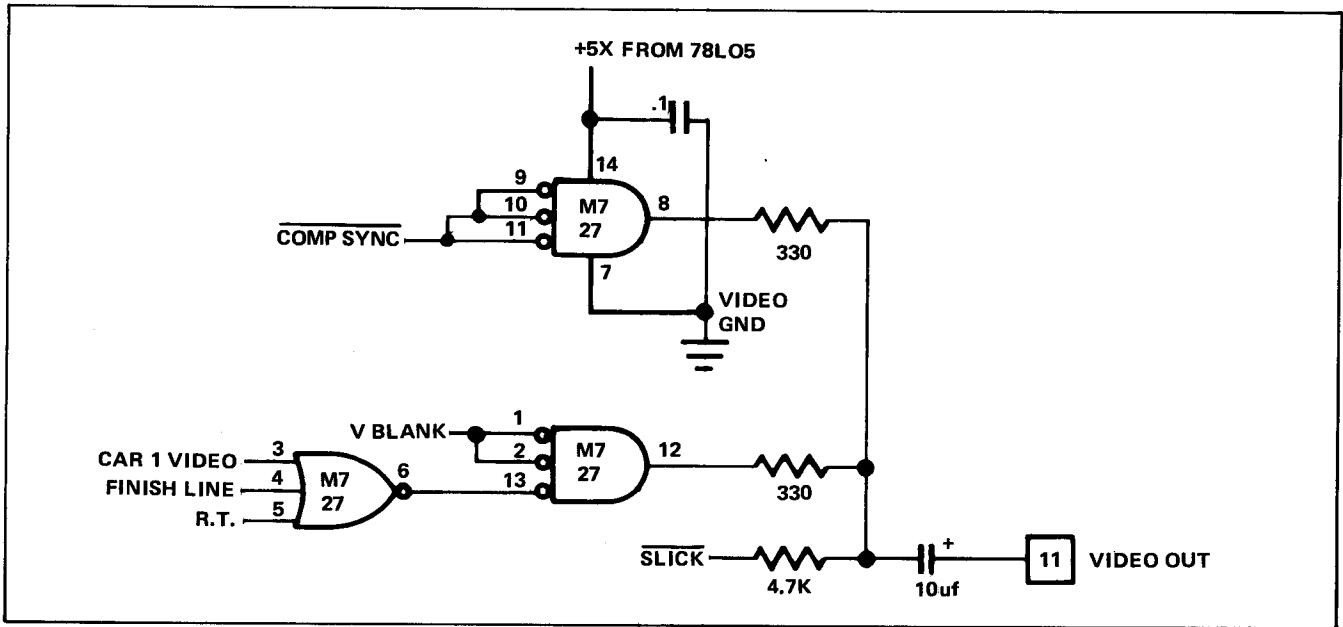 +5X FROM 78LO5
.1
14
9
10
11
M7
27
8
COMP SYNC
330
7
VIDEO
GND
V BLANK
1
2
13
M7
27
12
CAR 1 VIDEO
3
FINISH LINE
4
R.T.
5
M7
27
6
330
SLICK
4.7K
+
10uf
11
VIDEO OUT